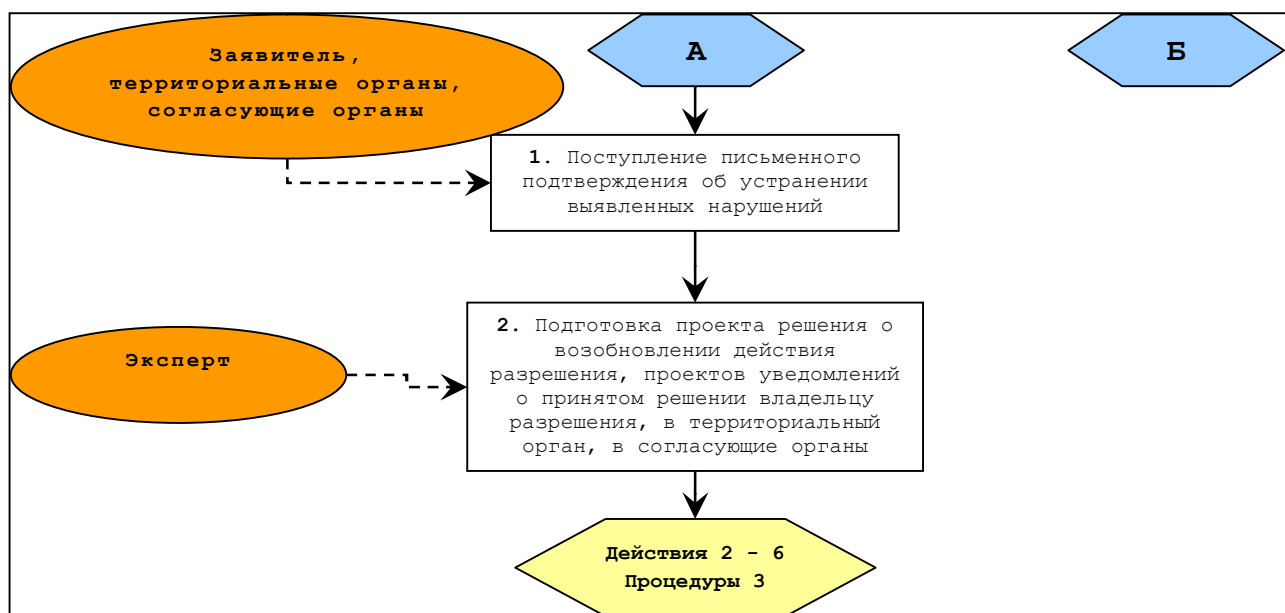 Заявитель,
территориальные органы,
согласующие органы
А
Б
1. Поступление письменного
подтверждения об устранении
выявленных нарушений
Эксперт
2. Подготовка проекта решения о
возобновлении действия
разрешения, проектов уведомлений
о принятом решении владельцу
разрешения, в территориальный
орган, в согласующие органы
Действия 2 - 6
Процедуры 3